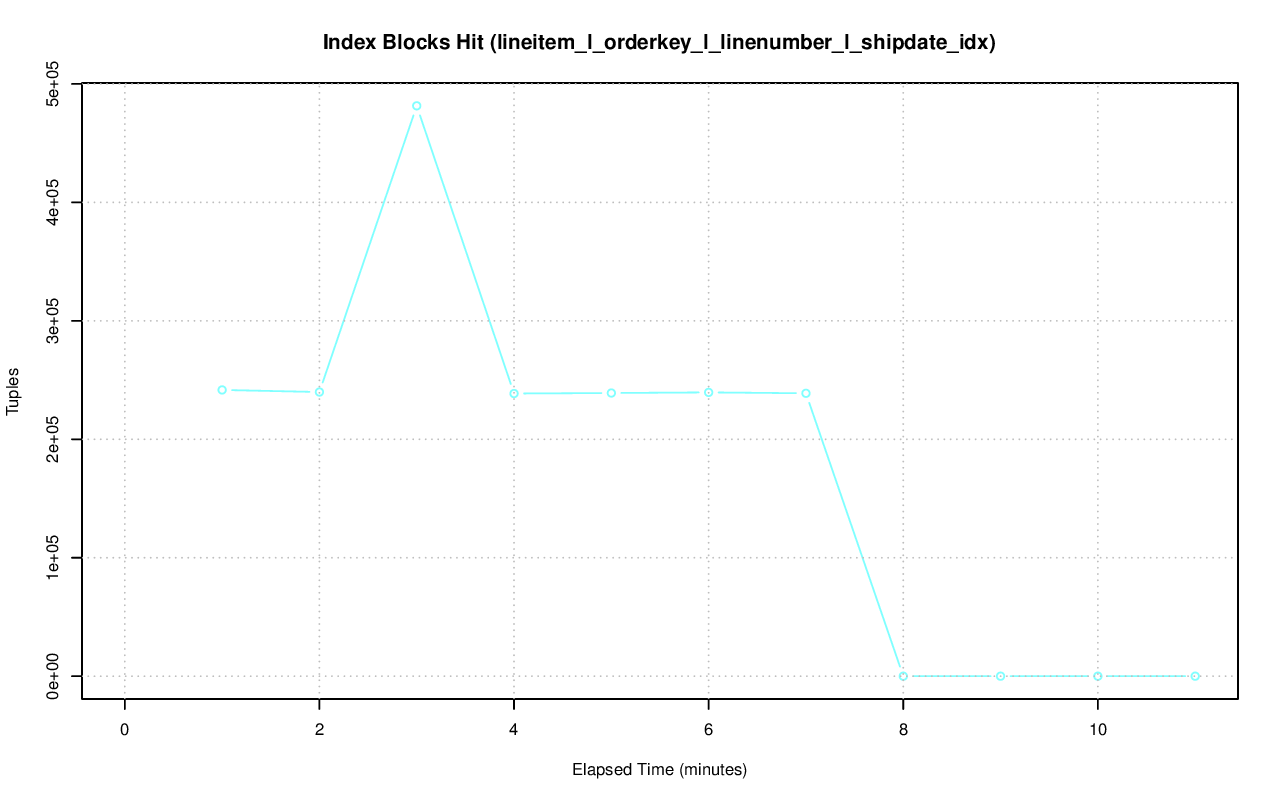 Index Blocks Hit (lineitem_l_orderkey_l_linenumber_l_shipdate_idx)
5e+05
4e+05
3e+05
2e+05
1e+05
0e+00
Tuples
0 2 4 6 8 10
Elapsed Time (minutes)